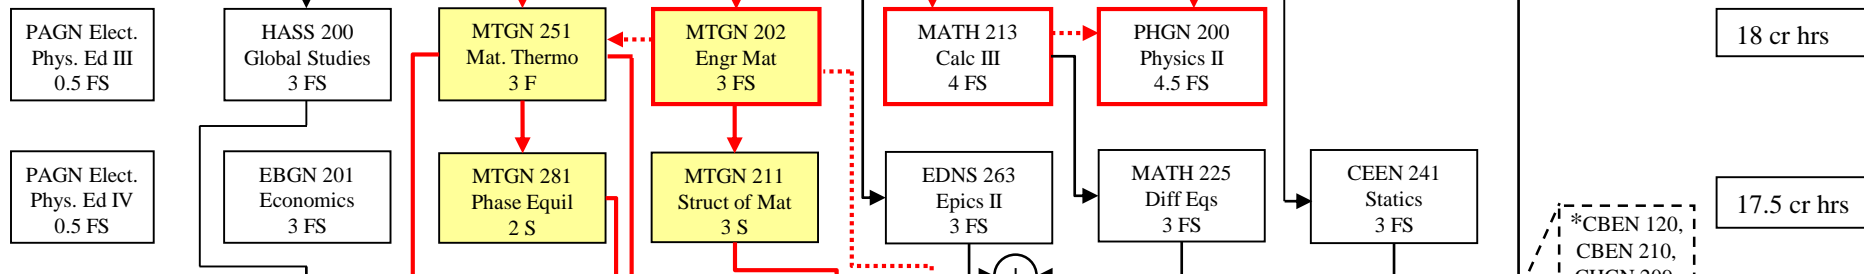 PAGN Elect.
Phys. Ed III
0.5 FS
HASS 200
Global Studies
3 FS
MTGN 251
Mat. Thermo
3 F
MTGN 202
Engr Mat
3 FS
MATH 213
Calc III
4 FS
PHGN 200
Physics II
4.5 FS
18 cr hrs
PAGN Elect.
Phys. Ed IV
0.5 FS
EBGN 201
Economics
3 FS
MTGN 281
Phase Equil
2 S
MTGN 211
Struct of Mat
3 S
EDNS 263
Epics II
3 FS
MATH 225
Diff Eqs
3 FS
CEEN 241
Statics
3 FS
*CBEN 120,
CBEN 210,
17.5 cr hrs